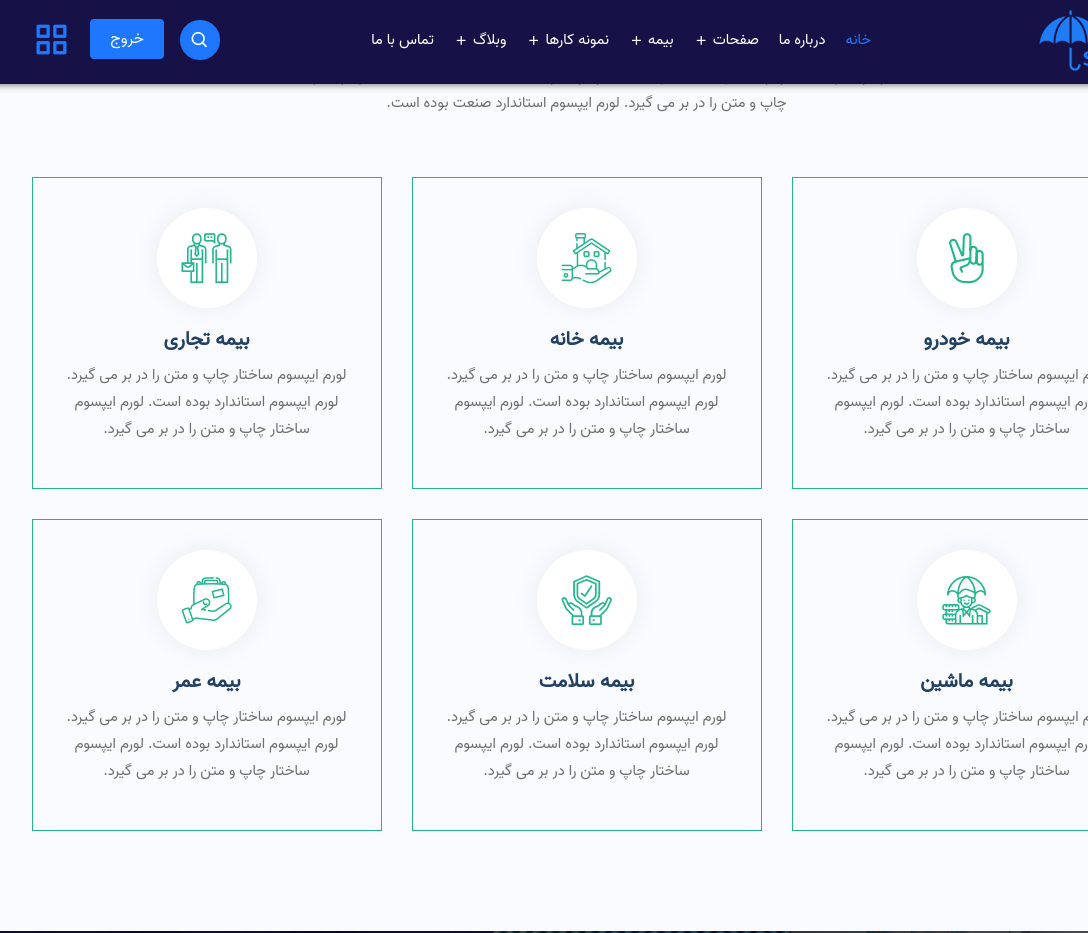 خانه
درباره ما
صفحات +
بیمه +
نمونه کارها +
وبلاگ +
تماس با ما
خروج
چاپ و متن را در بر می گیرد. لورم ایپسوم استاندارد صنعت بوده است.
بیمه خودرو
ایپسوم ساختار چاپ و متن را در بر می گیرد.
ایپسوم استاندارد بوده است. لورم ایپسوم
ساختار چاپ و متن را در بر می گیرد.
بیمه خانه
لورم ایپسوم ساختار چاپ و متن را در بر می گیرد.
لورم ایپسوم استاندارد بوده است. لورم ایپسوم
ساختار چاپ و متن را در بر می گیرد.
بیمه تجاری
لورم ایپسوم ساختار چاپ و متن را در بر می گیرد.
لورم ایپسوم استاندارد بوده است. لورم ایپسوم
ساختار چاپ و متن را در بر می گیرد.
بیمه ماشین
ایپسوم ساختار چاپ و متن را در بر می گیرد.
ایپسوم استاندارد بوده است. لورم ایپسوم
ساختار چاپ و متن را در بر می گیرد.
بیمه سلامت
لورم ایپسوم ساختار چاپ و متن را در بر می گیرد.
لورم ایپسوم استاندارد بوده است. لورم ایپسوم
ساختار چاپ و متن را در بر می گیرد.
بیمه عمر
لورم ایپسوم ساختار چاپ و متن را در بر می گیرد.
لورم ایپسوم استاندارد بوده است. لورم ایپسوم
ساختار چاپ و متن را در بر می گیرد.